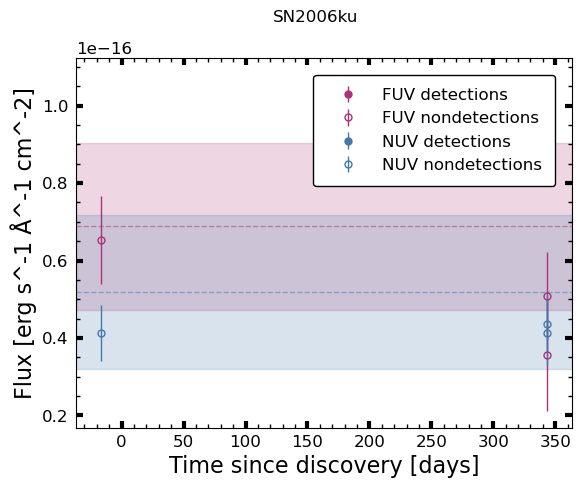 SN2006ku
1e−16
Flux [erg s^-1 Å^-1 cm^-2]
1.0
0.8
0.6
0.4
0.2
FUV detections
FUV nondetections
NUV detections
NUV nondetections
0 50 100 150 200 250 300 350
Time since discovery [days]